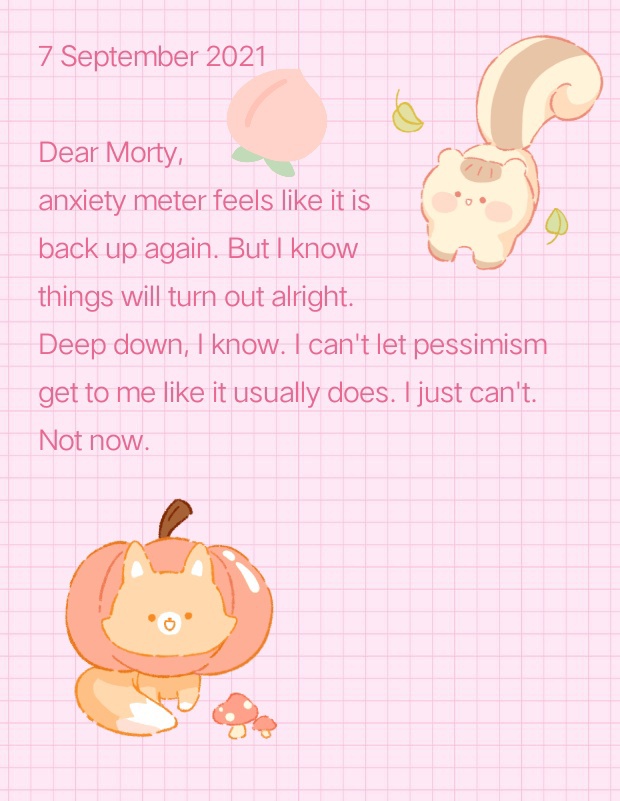 7 September 2021
Dear Morty,
anxiety meter feels like it is
back up again. But I know
things will turn out alright.
Deep down, I know. I can't let pessimism
get to me like it usually does. I just can't.
Not now.